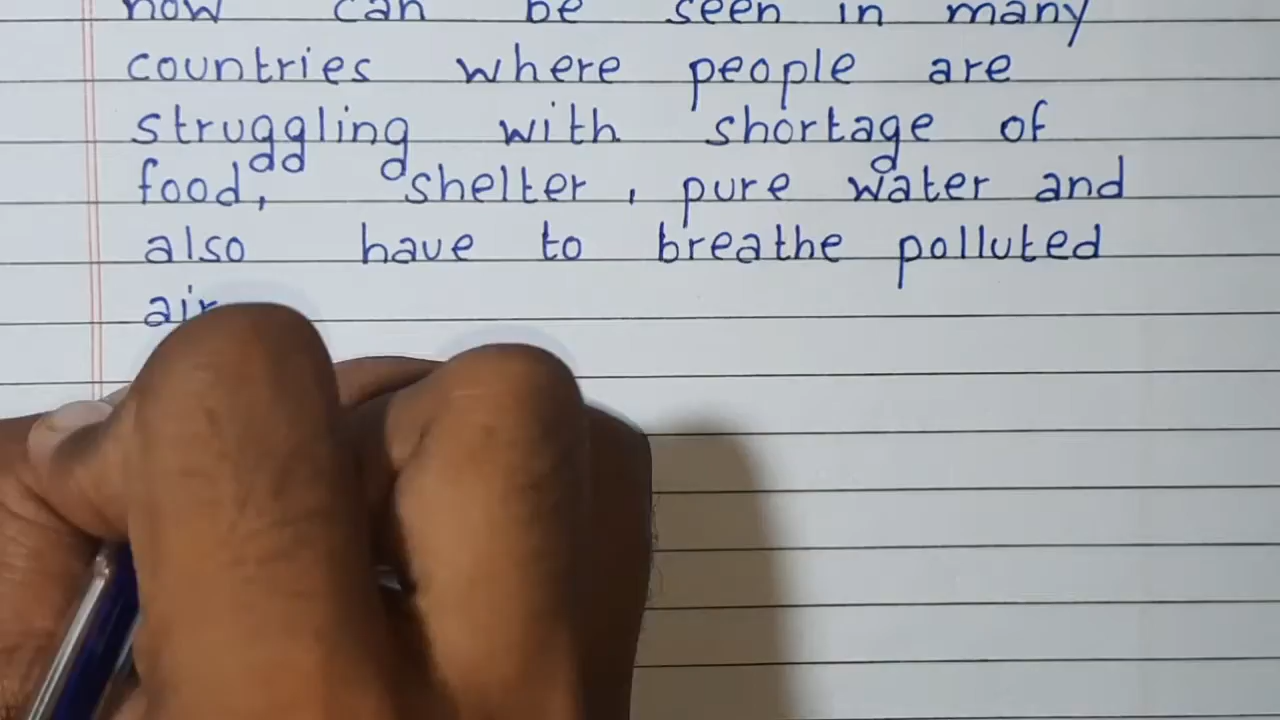 now can be seen in many
countries where people are
struggling with shortage of
food, shelter, pure water and
also have to breathe polluted
air